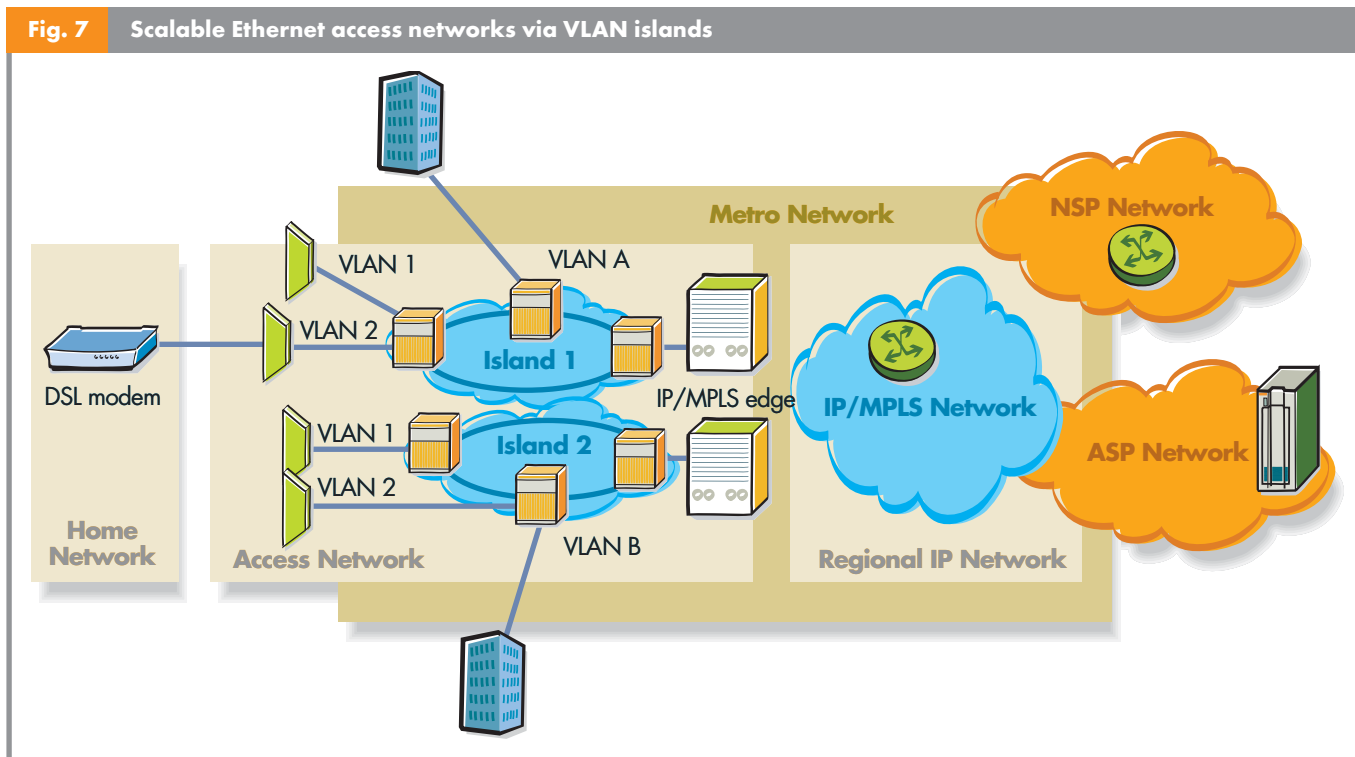 Fig. 7 Scalable Ethernet access networks via VLAN islands
Metro Network
NSP Network
VLAN 1
VLAN A
VLAN 2
Island 1
DSL modem
IP/MPLS edge
IP/MPLS Network
VLAN 1
Island 2
ASP Network
VLAN 2
Home
Network
Access Network
VLAN B
Regional IP Network